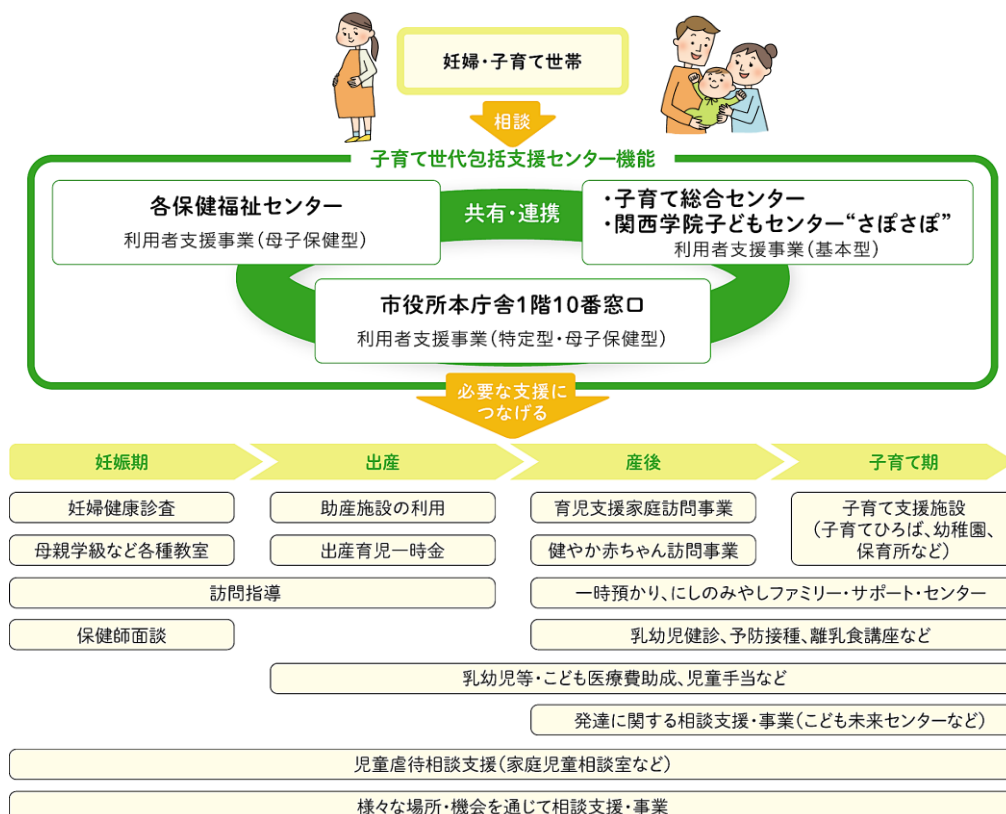 妊婦・子育て世帯
相談
子育て世代包括支援センター機能
各保健福祉センター
利用者支援事業(母子保健型)
共有・連携
・子育て総合センター
・関西学院子どもセンター“さぽさぽ”
利用者支援事業(基本型)
市役所本庁舎1階10番窓口
利用者支援事業(特定型・母子保健型)
必要な支援に
つなげる
妊娠期
出産
産後
子育て期
妊婦健康診査
助産施設の利用
育児支援家庭訪問事業
子育て支援施設
(子育てひろば、幼稚園、
保育所など)
母親学級など各種教室
出産育児一時金
健やか赤ちゃん訪問事業
訪問指導
一時預かり、にしのみやしファミリー・サポート・センター
保健師面談
乳幼児健診、予防接種、離乳食講座など
乳幼児等・こども医療費助成、児童手当など
発達に関する相談支援・事業(こども未来センターなど)
児童虐待相談支援(家庭児童相談室など)
様々な場所・機会を通じて相談支援・事業